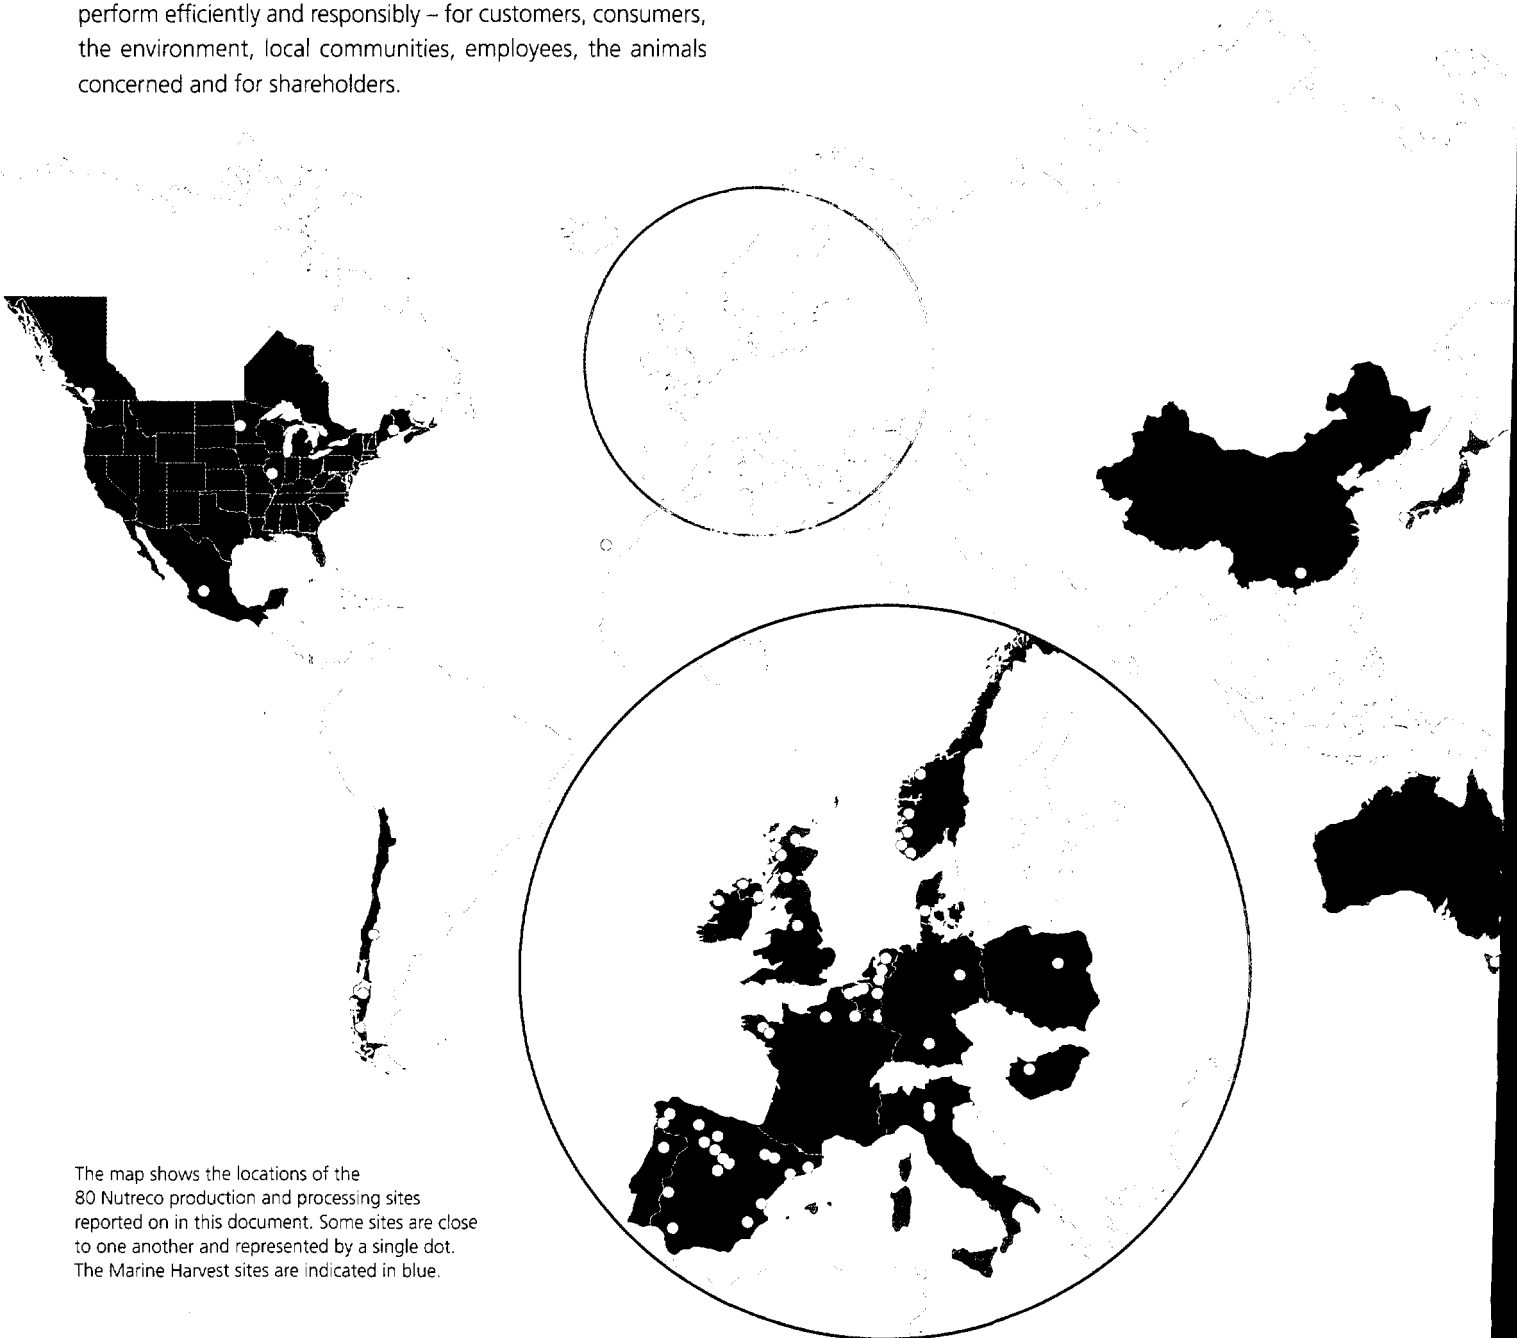 perform efficiently and responsibly – for customers, consumers,
the environment, local communities, employees, the animals
concerned and for shareholders.
The map shows the locations of the
80 Nutreco production and processing sites
reported on in this document. Some sites are close
to one another and represented by a single dot.
The Marine Harvest sites are indicated in blue.